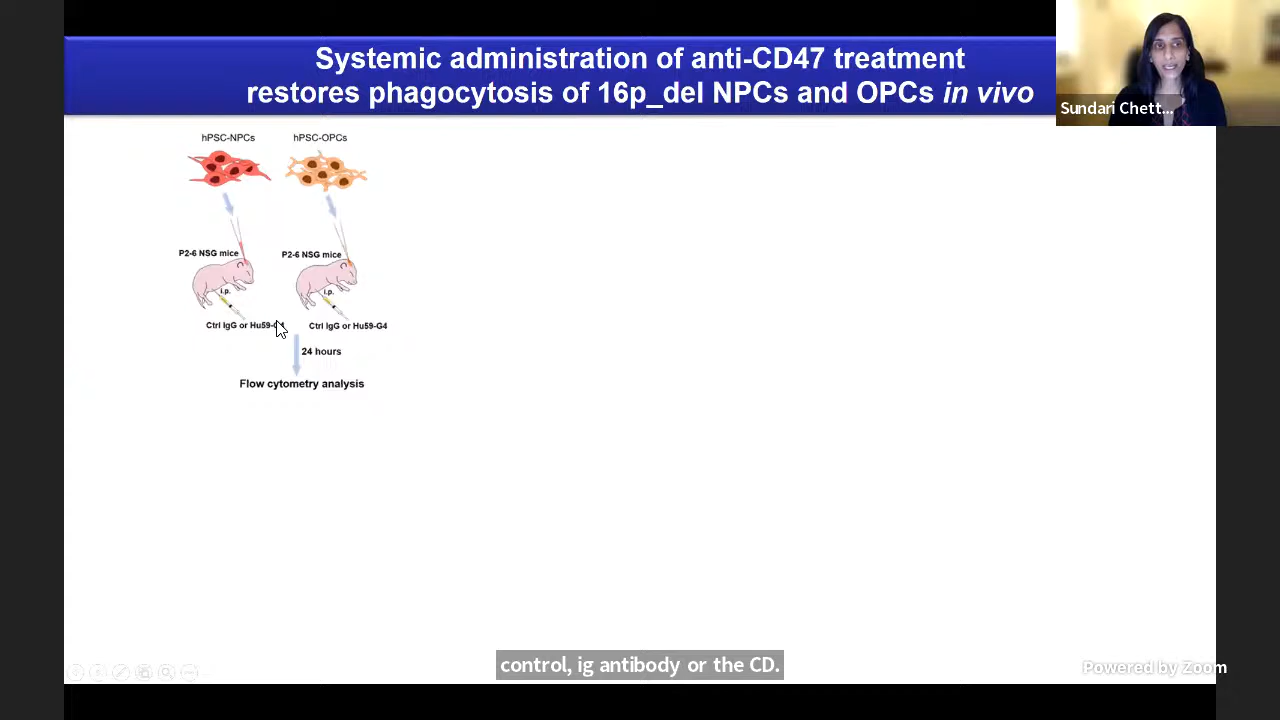 Systemic administration of anti-CD47 treatment
restores phagocytosis of 16p_del NPCs and OPCs in vivo
Sundari Chett...
hPSC-NPCs
hPSC-OPCs
P2-6 NSG mice
P2-6 NSG mice
i.p.
i.p.
Ctrl IgG or Hu59-G4
Ctrl IgG or Hu59-G4
24 hours
Flow cytometry analysis
control, ig antibody or the CD.
Powered by Zoom